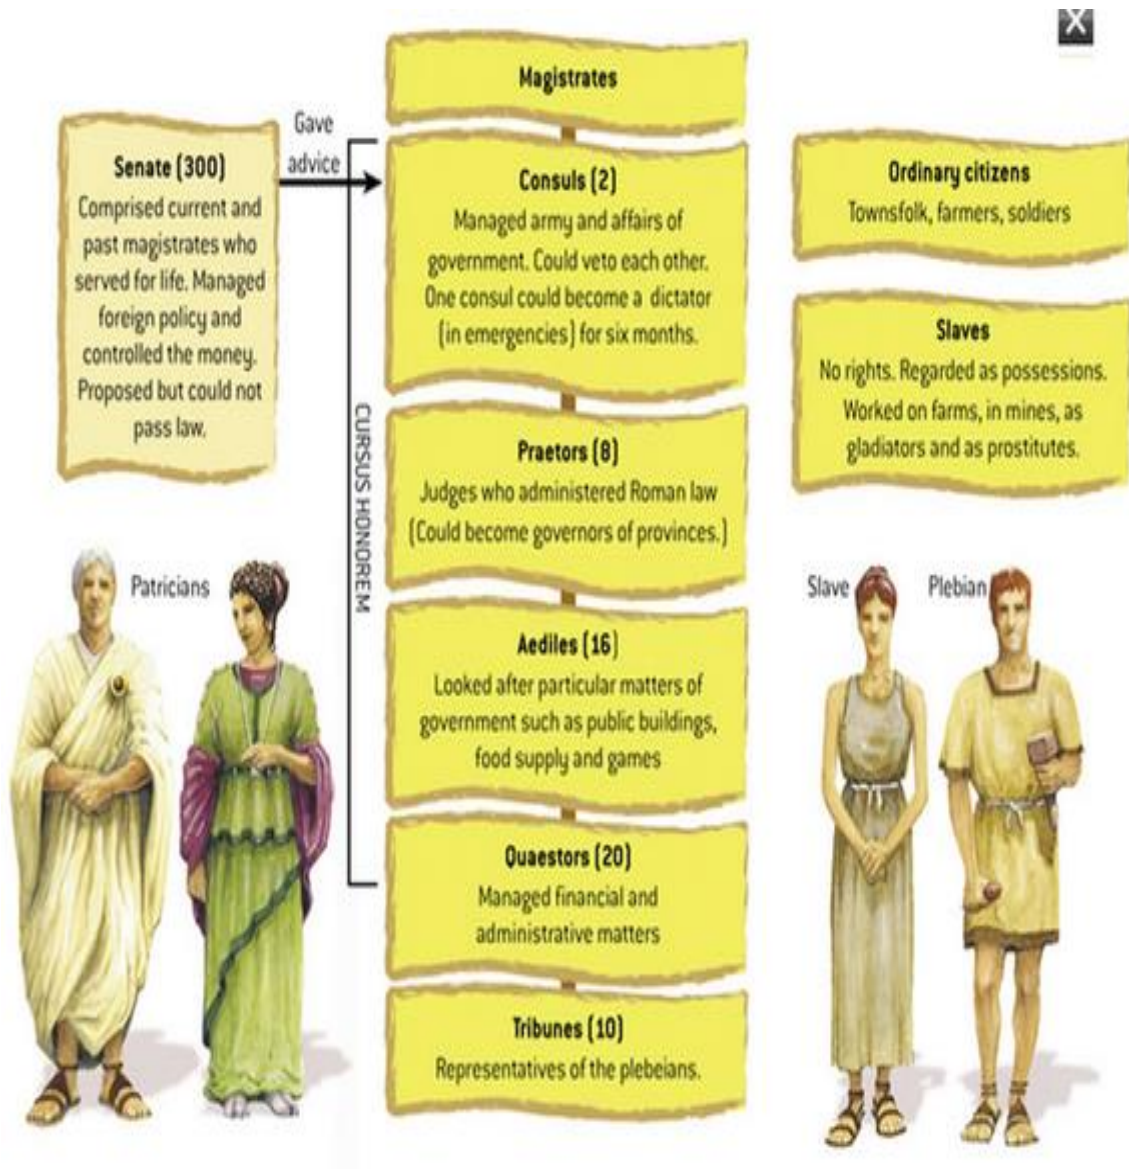 X
Magistrates
Gave
advice
Senate (300)
Comprised current and
past magistrates who
served for life. Managed
foreign policy and
controlled the money.
Proposed but could not
pass law.
Consuls (2)
Managed army and affairs of
government. Could veto each other.
One consul could become a dictator
(in emergencies) for six months.
CURSUS HONOREM
Praetors (8)
Judges who administered Roman law
(Could become governors of provinces.)
Aediles (16)
Looked after particular matters of
government such as public buildings,
food supply and games
Quaestors (20)
Managed financial and
administrative matters
Tribunes (10)
Representatives of the plebeians.
Ordinary citizens
Townsfolk, farmers, soldiers
Slaves
No rights. Regarded as possessions.
Worked on farms, in mines, as
gladiators and as prostitutes.
Patricians
Slave
Plebian